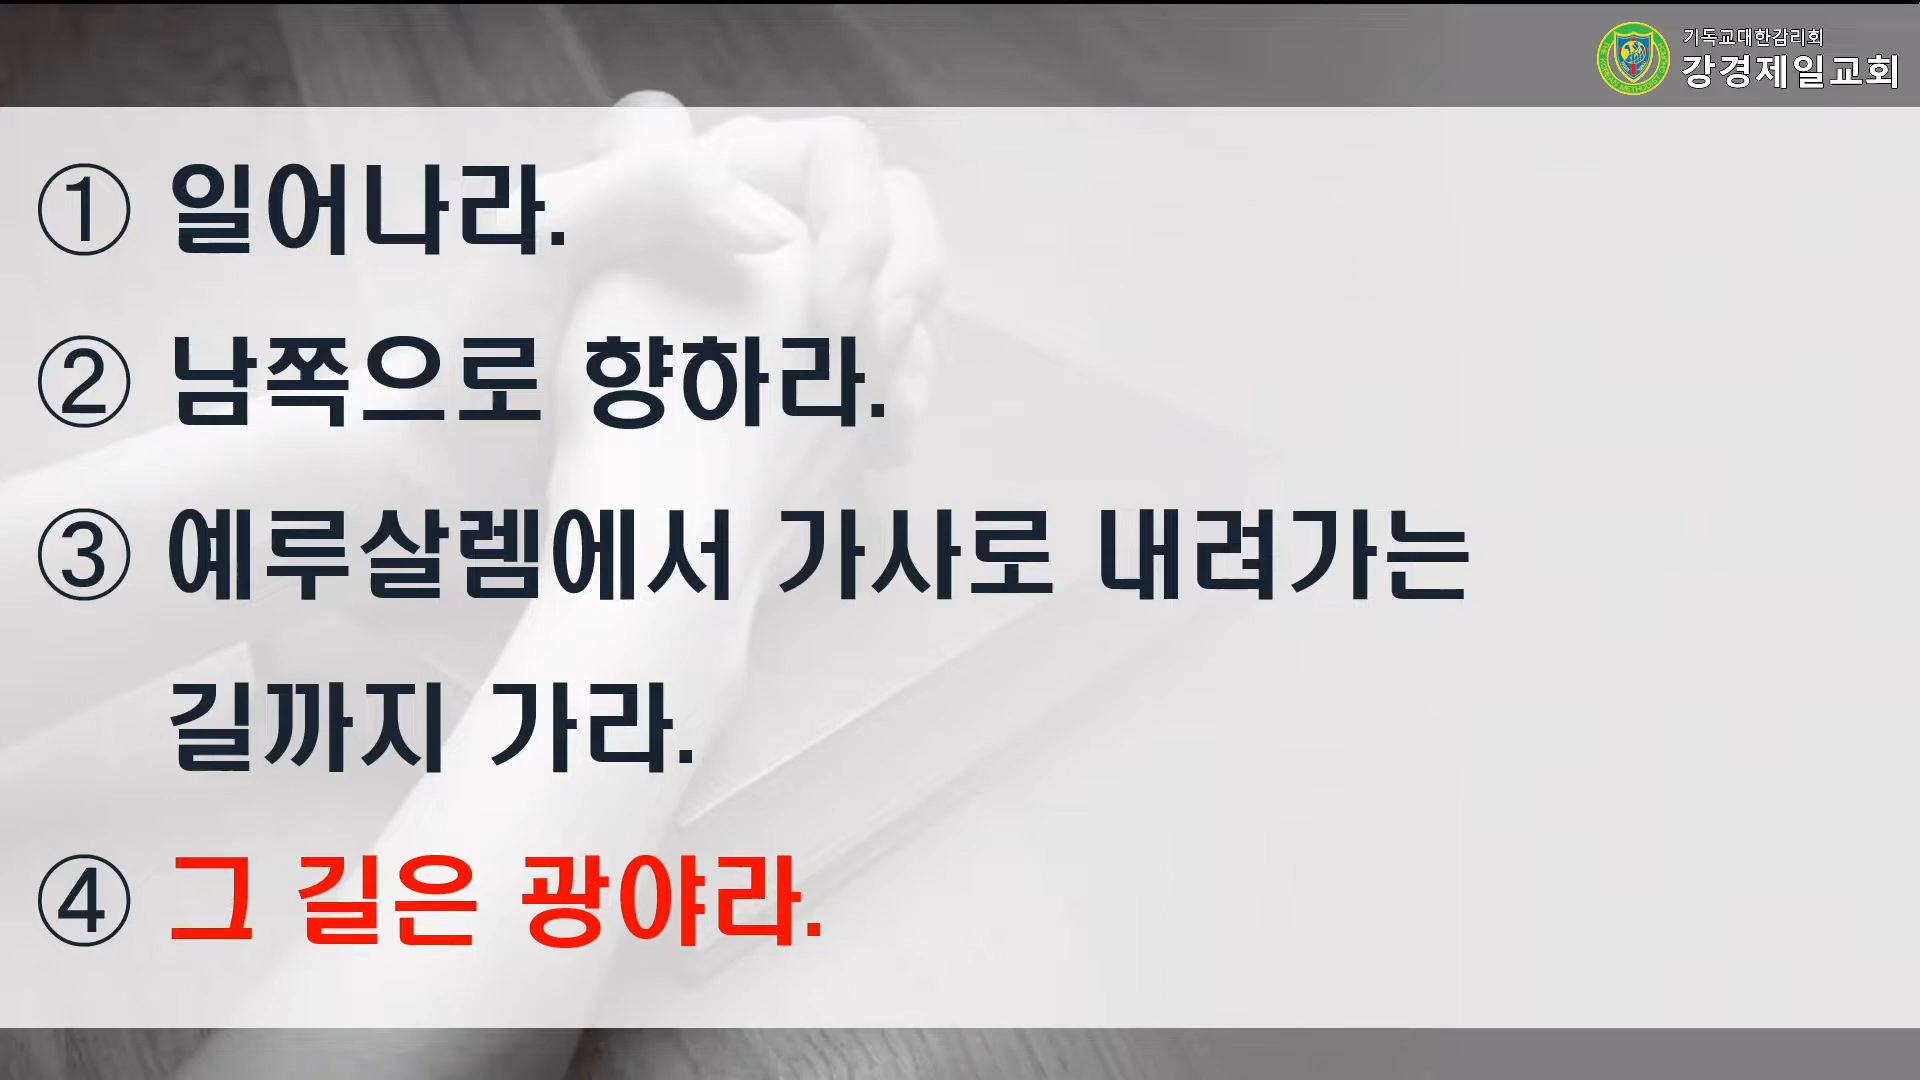 기독교대한감리회
강경제일교회
① 일어나라.
② 남쪽으로 향하라.
③ 예루살렘에서 가사로 내려가는
길까지 가라.
④ 그 길은 광야라.